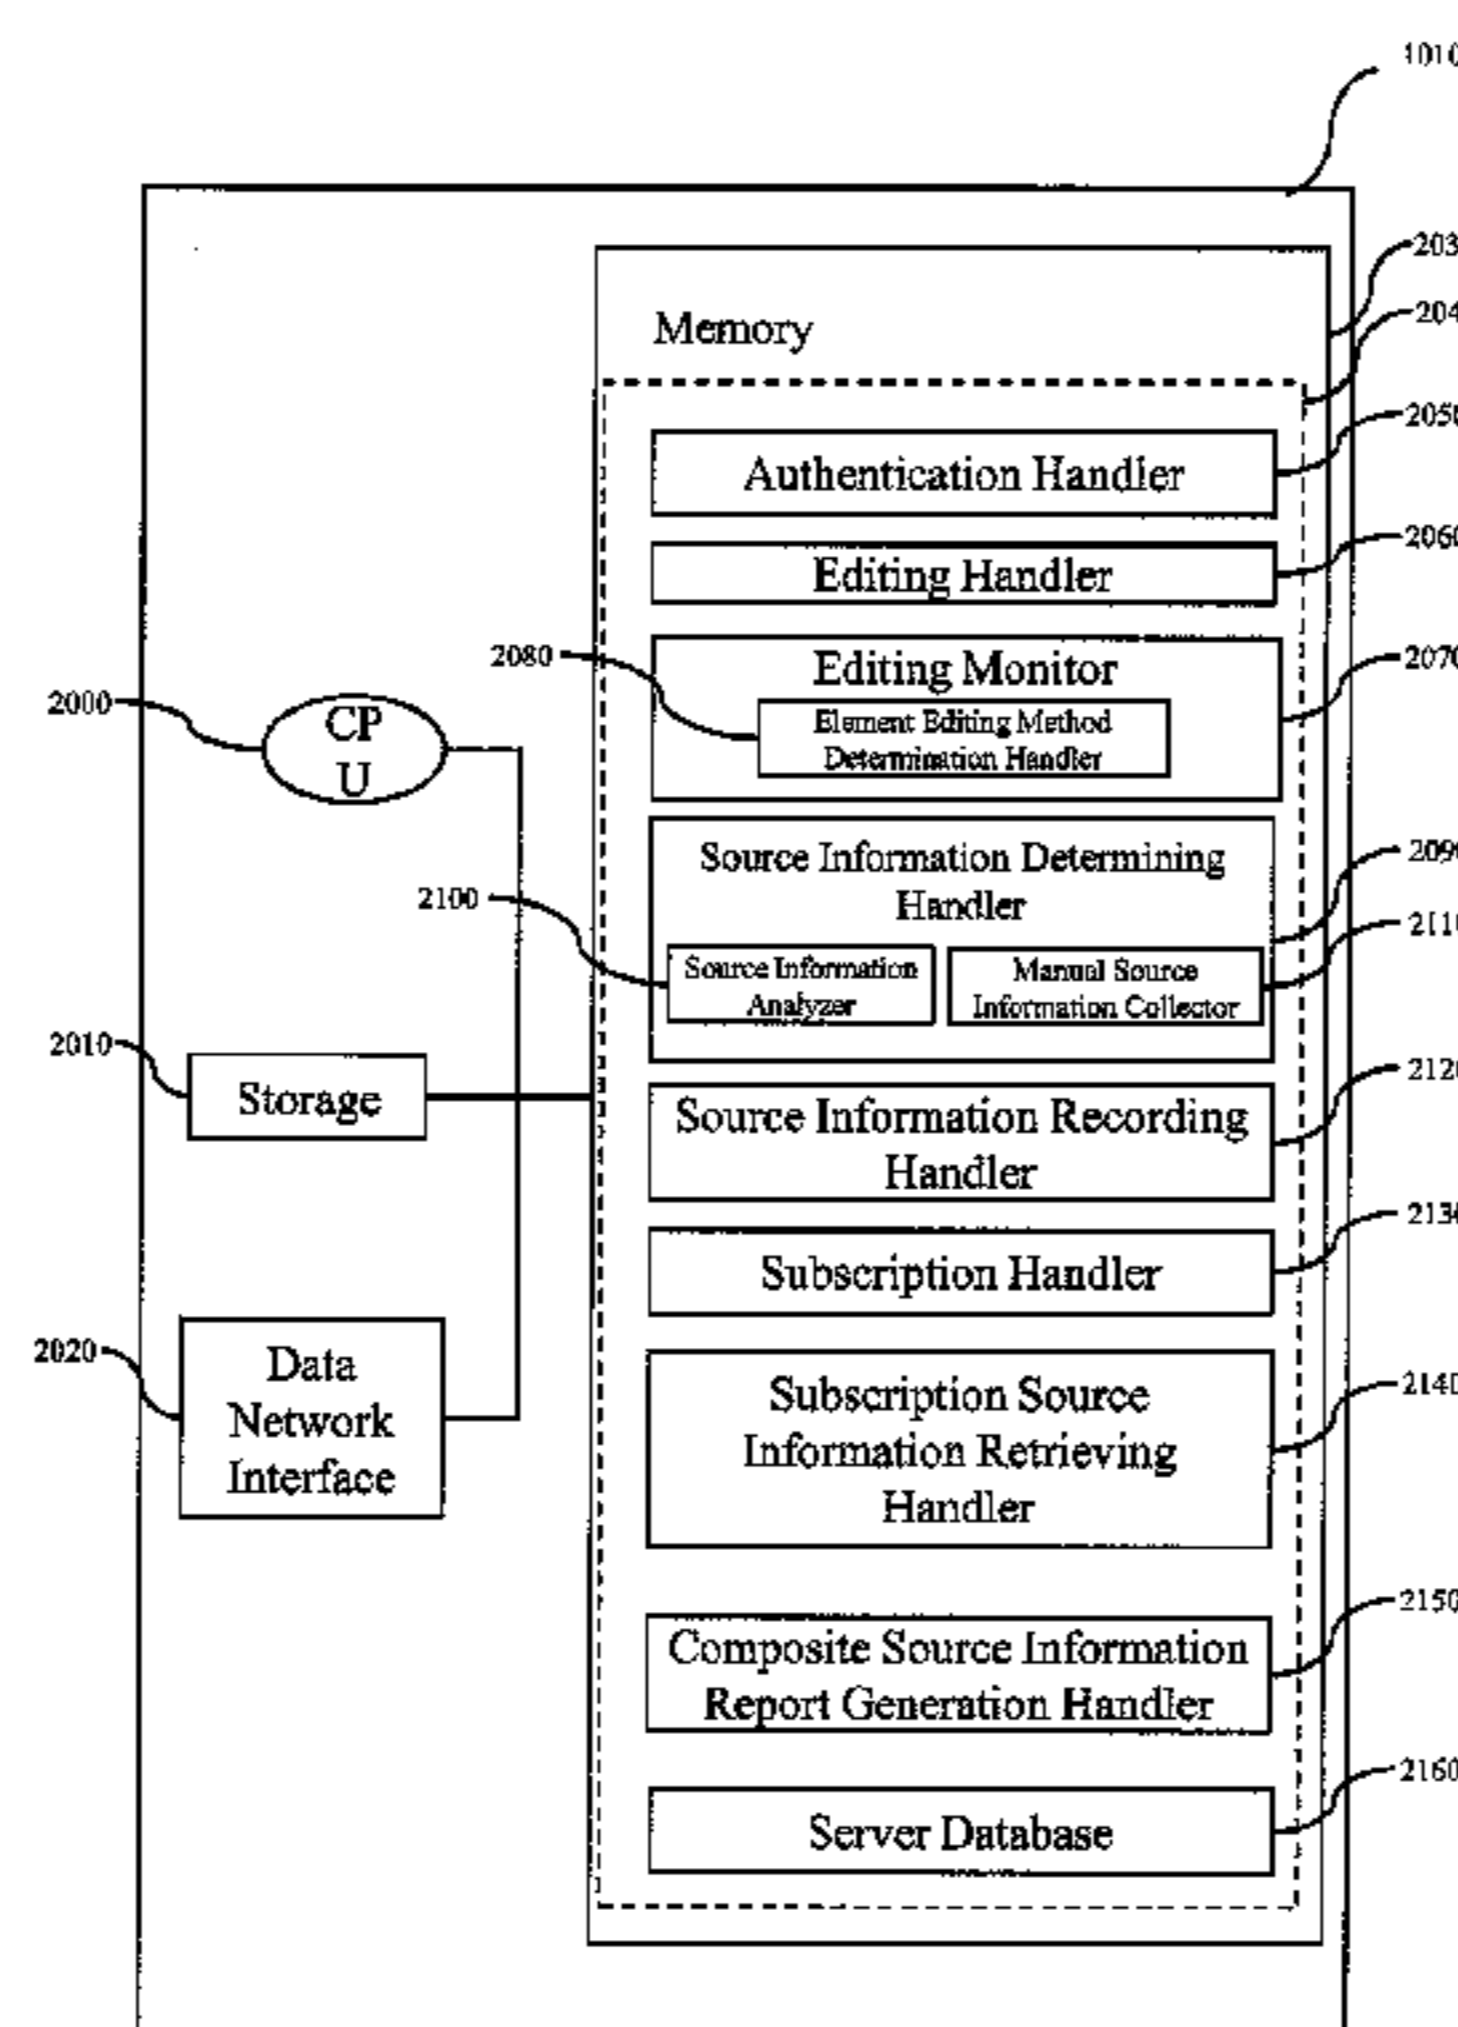 1010
203
Memory
204
Authentication Handler
2050
Editing Handler
2060
2080
Editing Monitor
2070
2000
CP
U
Element Editing Method
Determination Handler
Source Information Determining
Handler
2090
2100
2110
Source Information
Analyzer
Manual Source
Information Collector
2010
Storage
Source Information Recording
Handler
2120
Subscription Handler
2130
2020
Data
Network
Interface
Subscription Source
Information Retrieving
Handler
2140
Composite Source Information
Report Generation Handler
2150
Server Database
2160